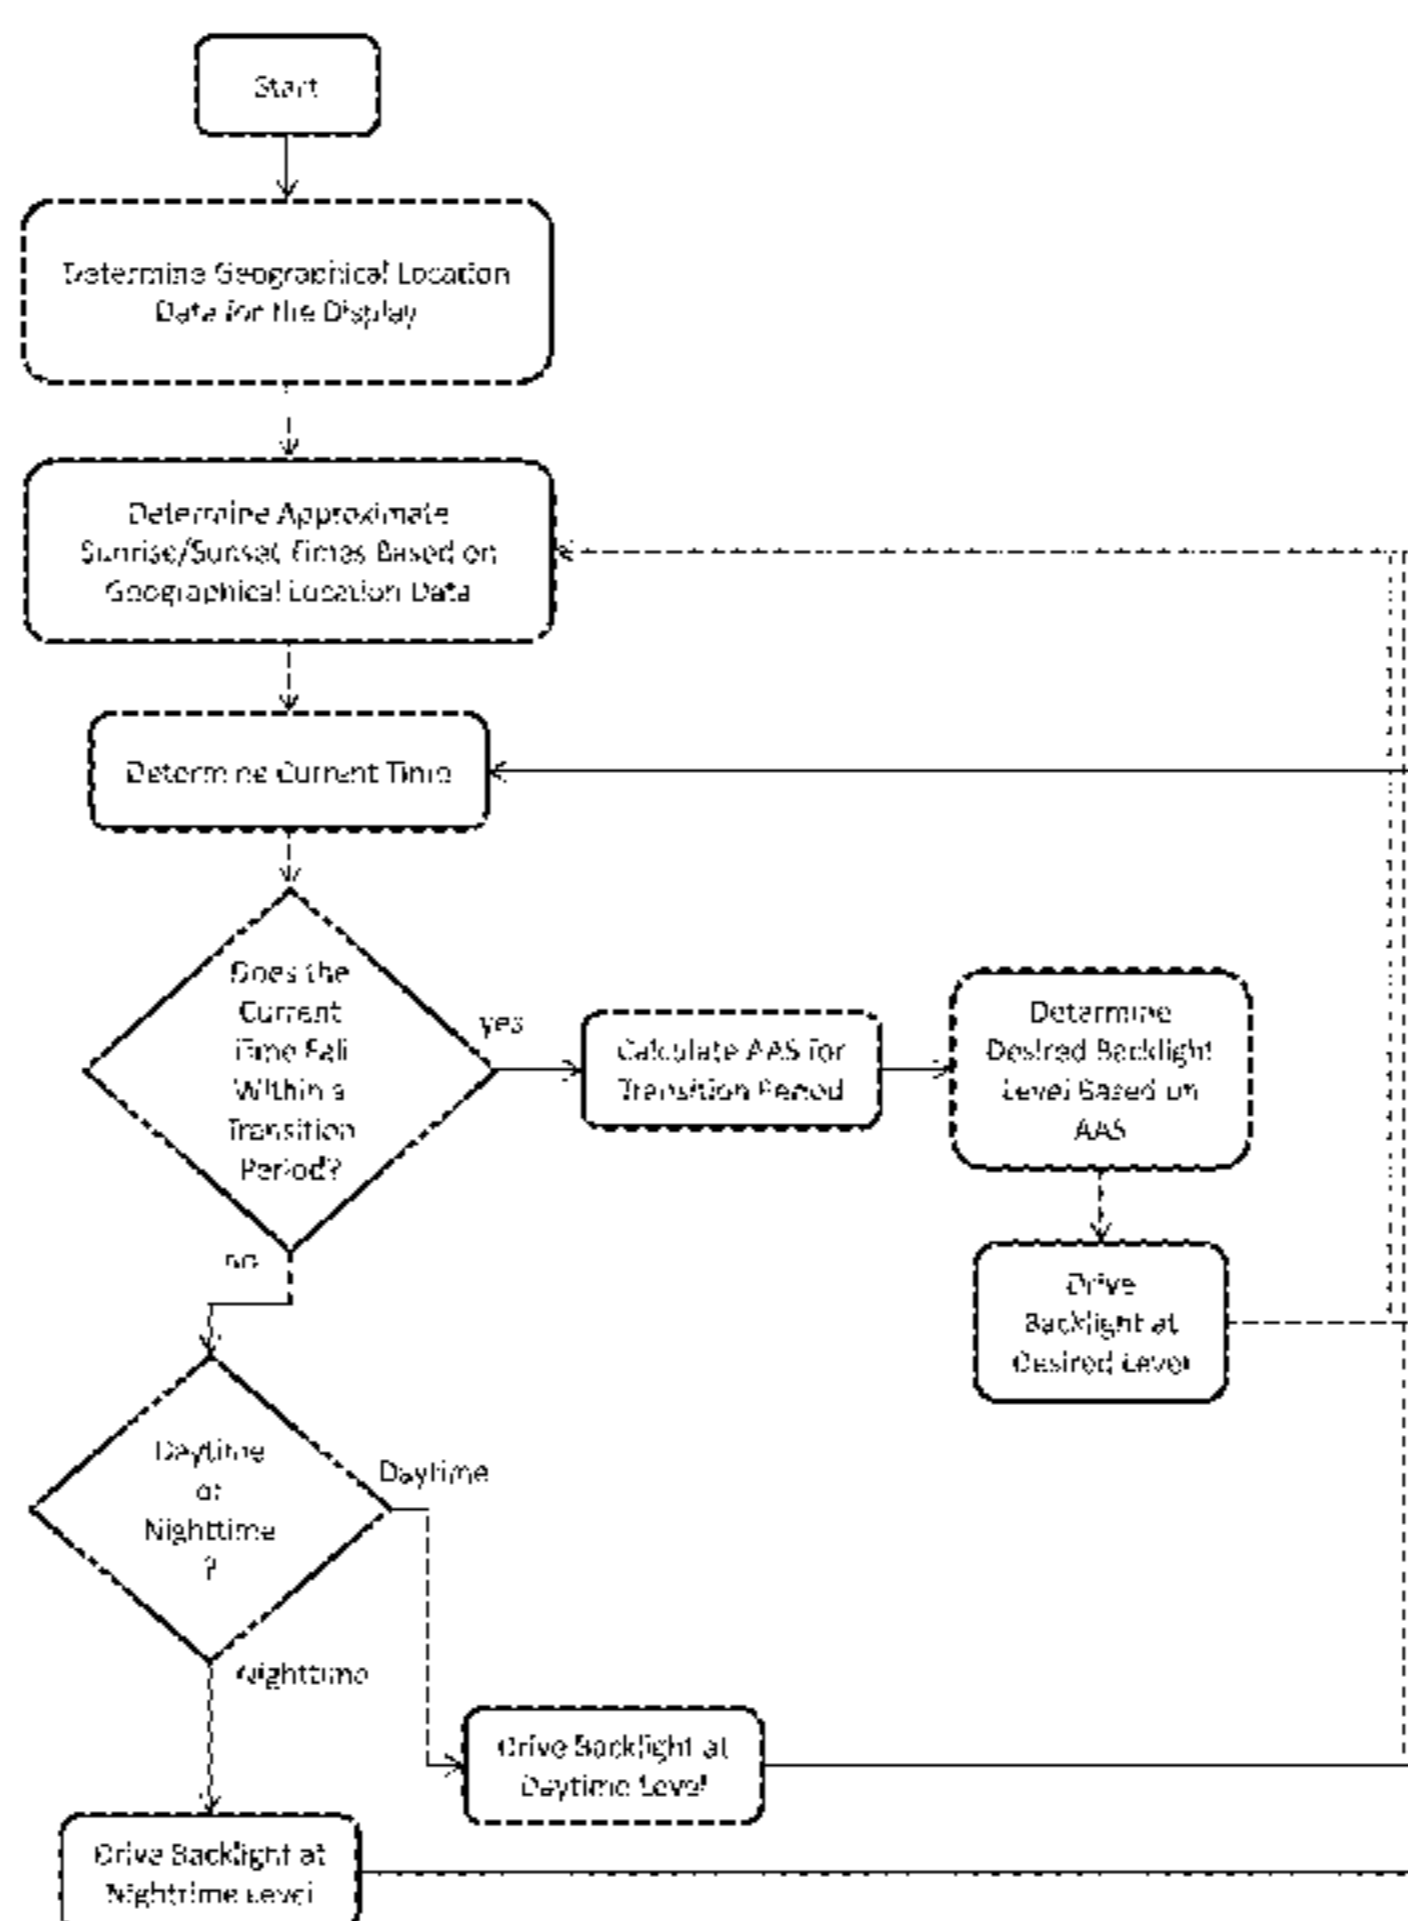 Start
Determine Geographical Location
Data for the Display
Determine Approximate
Sunrise/Sunset Times Based on
Geographical Location Data
Determine Current Time
Does the
Current
Time Fall
Within a
Transition
Period?
yes
Calculate AAS for
Transition Period
Determine
Desired Backlight
Level Based on
AAS
no
Drive
Backlight at
Desired Level
Daytime
or
Nighttime
?
Daytime
Nighttime
Drive Backlight at
Daytime Level
Drive Backlight at
Nighttime Level